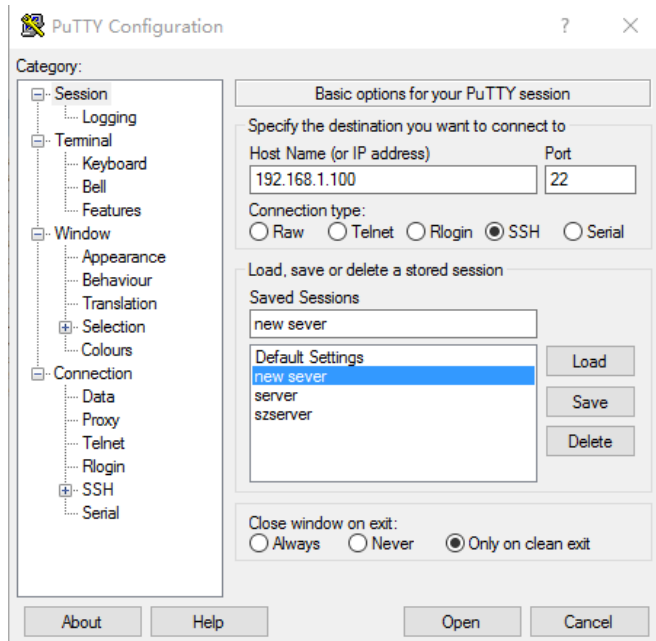 PuTTY Configuration
Category:
Session
Logging
Terminal
Keyboard
Bell
Features
Window
Appearance
Behaviour
Translation
Selection
Colours
Connection
Data
Proxy
Telnet
Rlogin
SSH
Serial
Basic options for your PuTTY session
Specify the destination you want to connect to
Host Name (or IP address) Port
192.168.1.100 22
Connection type:
Raw Telnet Rlogin SSH Serial
Load, save or delete a stored session
Saved Sessions
new sever
Default Settings
new sever
server
szserver
Load
Save
Delete
Close window on exit:
Always Never Only on clean exit
About Help Open Cancel